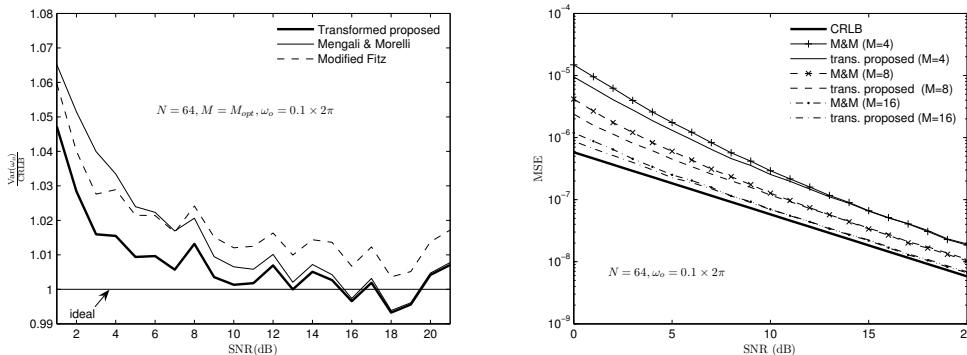 1.08
1.07
1.06
1.05
1.04
1.03
1.02
1.01
1
0.99
Var(ω̂ₒ)
CRLB
Transformed proposed
Mengali & Morelli
Modified Fitz
N = 64, M = M_opt, ω_o = 0.1 × 2π
ideal
2 4 6 8 10 12 14 16 18 20
SNR(dB)
10⁻⁴
10⁻⁵
10⁻⁶
10⁻⁷
10⁻⁸
10⁻⁹
MSE
CRLB
M&M (M=4)
trans. proposed (M=4)
M&M (M=8)
trans. proposed (M=8)
M&M (M=16)
trans. proposed (M=16)
N = 64, ω_o = 0.1 × 2π
0 5 10 15 20
SNR (dB)